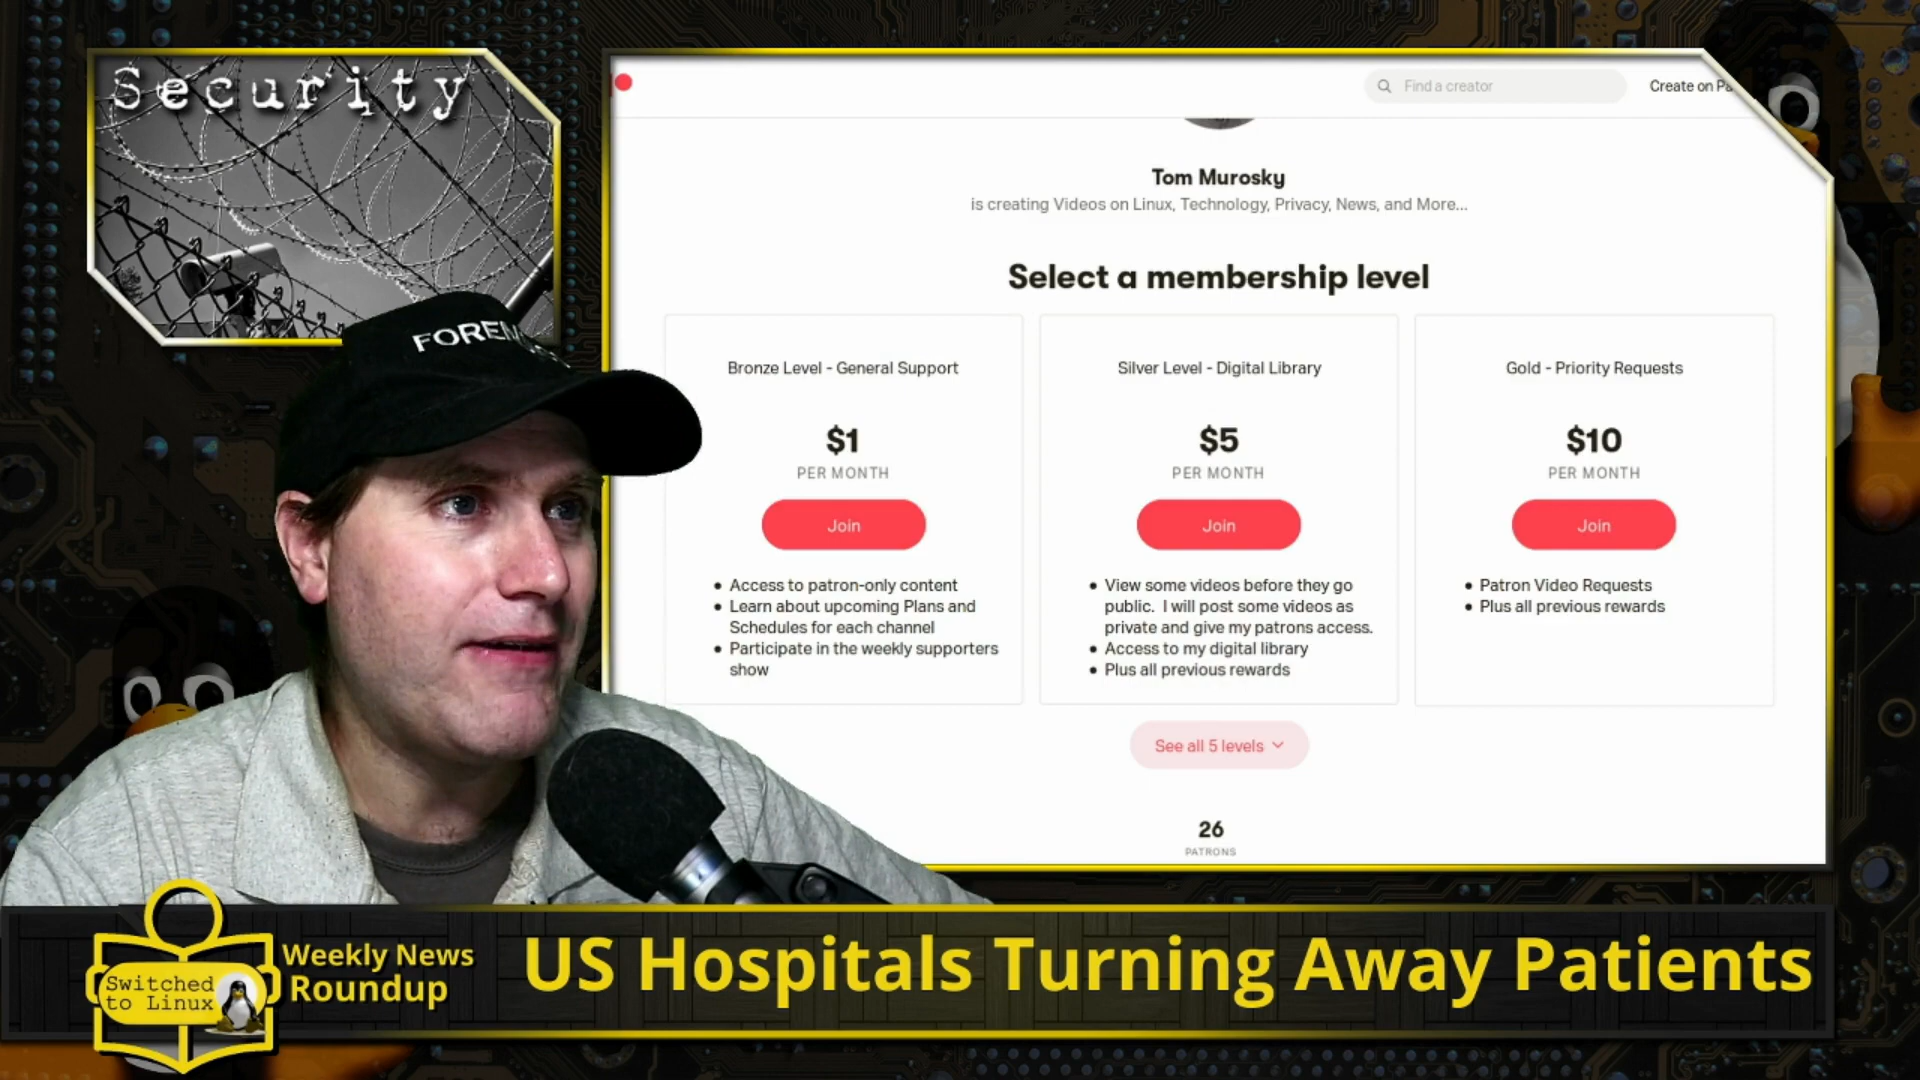 Security
Find a creator
Create on
Tom Murosky
is creating Videos on Linux, Technology, Privacy, News, and More...
Select a membership level
Bronze Level - General Support
$1
PER MONTH
Join
• Access to patron-only content
• Learn about upcoming Plans and
Schedules for each channel
• Participate in the weekly supporters
show
Silver Level - Digital Library
$5
PER MONTH
Join
• View some videos before they go
public. I will post some videos as
private and give my patrons access.
• Access to my digital library
• Plus all previous rewards
Gold - Priority Requests
$10
PER MONTH
Join
• Patron Video Requests
• Plus all previous rewards
See all 5 levels
26
PATRONS
Switched
to Linux
Weekly News
Roundup
US Hospitals Turning Away Patients